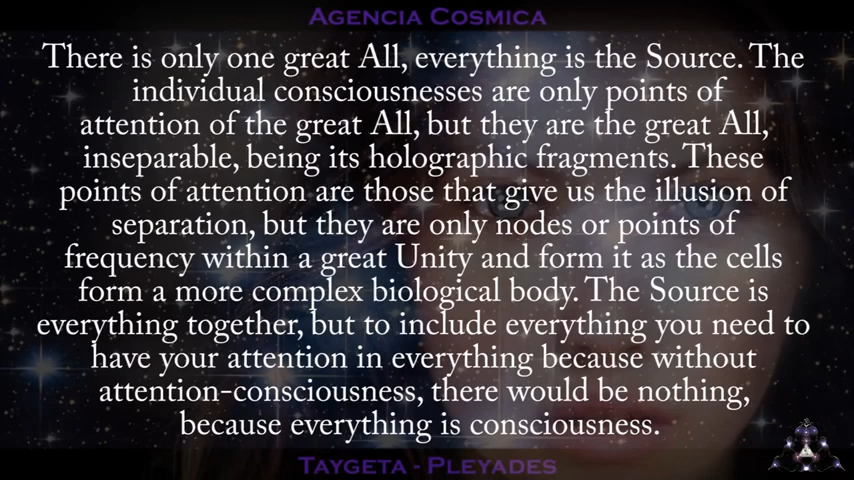 Agencia Cosmica
There is only one great All, everything is the Source. The
individual consciousnesses are only points of
attention of the great All, but they are the great All,
inseparable, being its holographic fragments. These
points of attention are those that give us the illusion of
separation, but they are only nodes or points of
frequency within a great Unity and form it as the cells
form a more complex biological body. The Source is
everything together, but to include everything you need to
have your attention in everything because without
attention-consciousness, there would be nothing,
because everything is consciousness.
Taygeta - Pleyades